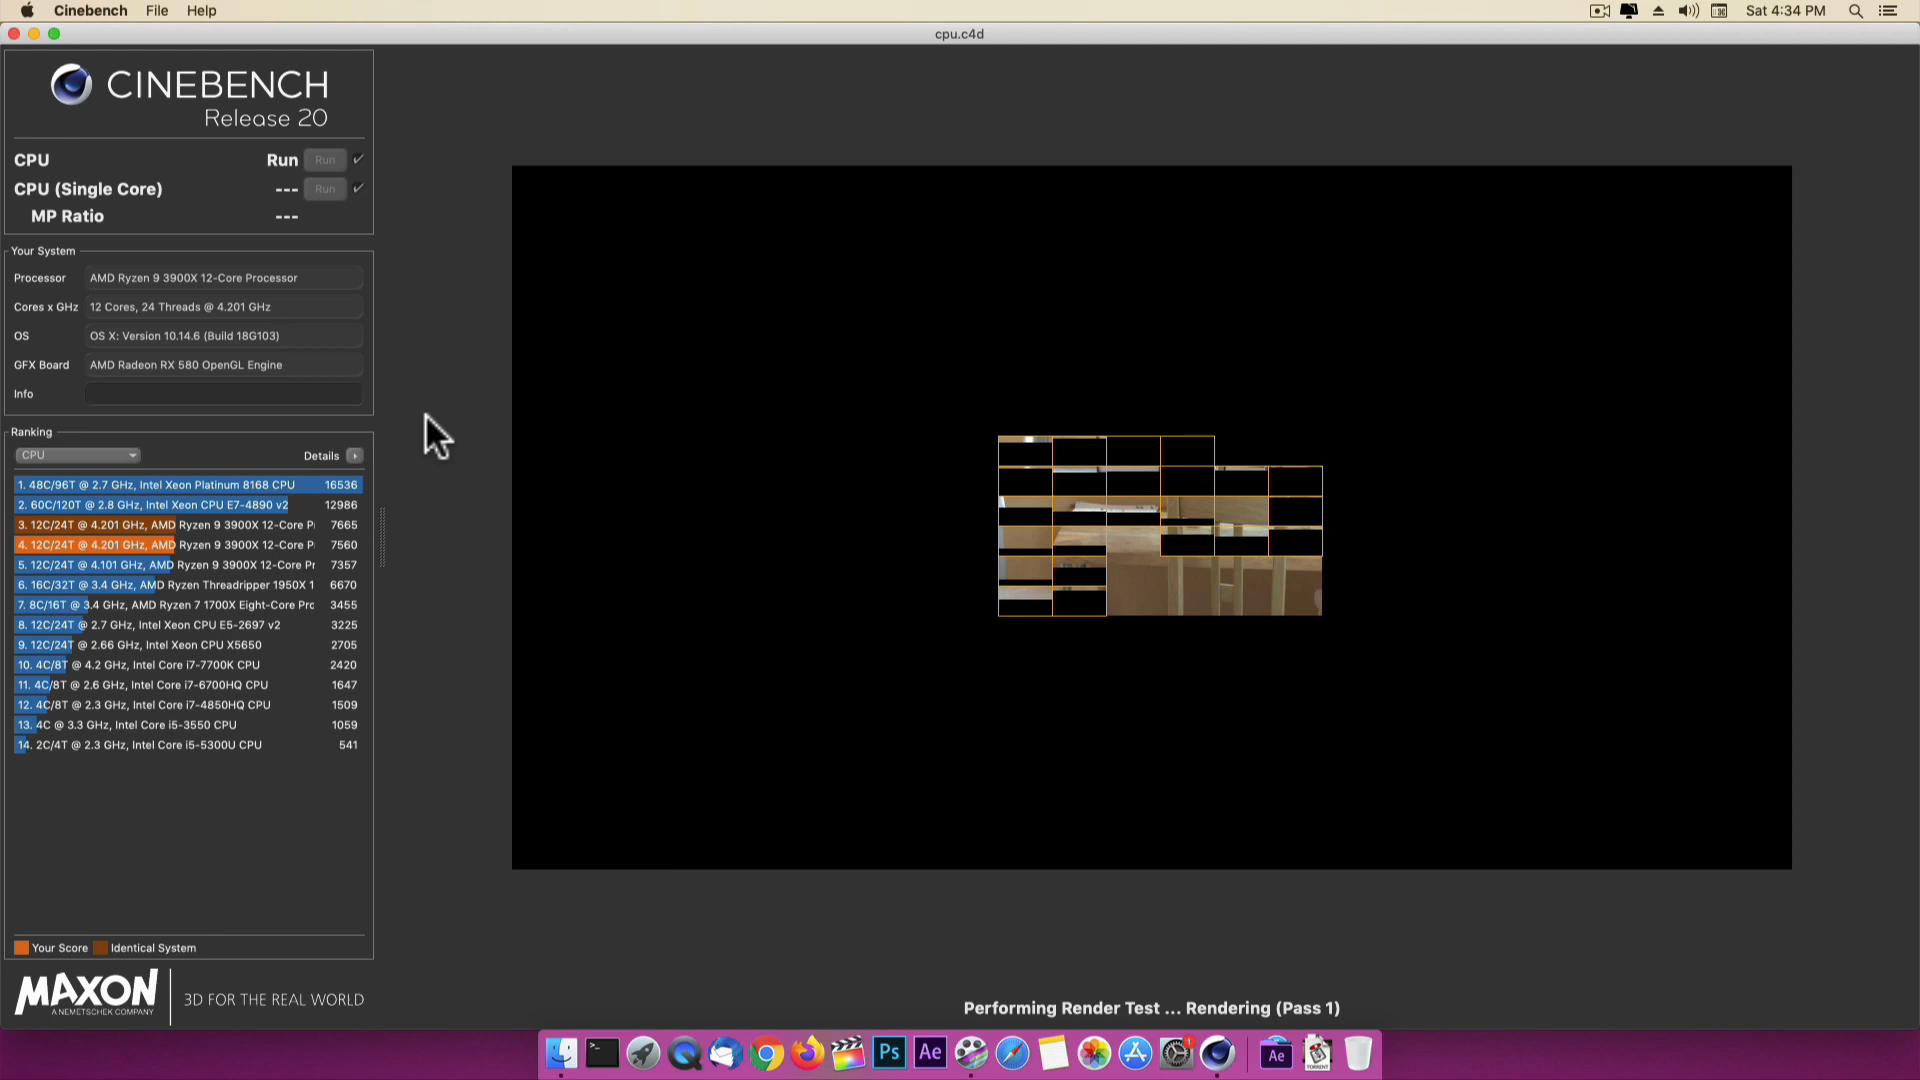 Cinebench File Help Sat 4:34 PM
cpu.c4d
CINEBENCH
Release 20
CPU Run Run
CPU (Single Core) --- Run
MP Ratio ---
Your System
Processor AMD Ryzen 9 3900X 12-Core Processor
Cores x GHz 12 Cores, 24 Threads @ 4.201 GHz
OS OS X: Version 10.14.6 (Build 18G103)
GFX Board AMD Radeon RX 580 OpenGL Engine
Info
Ranking
CPU Details
1. 48C/96T @ 2.7 GHz, Intel Xeon Platinum 8168 CPU 16536
2. 60C/120T @ 2.8 GHz, Intel Xeon CPU E7-4890 v2 12986
3. 12C/24T @ 4.201 GHz, AMD Ryzen 9 3900X 12-Core P 7665
4. 12C/24T @ 4.201 GHz, AMD Ryzen 9 3900X 12-Core P 7560
5. 12C/24T @ 4.101 GHz, AMD Ryzen 9 3900X 12-Core P 7357
6. 16C/32T @ 3.4 GHz, AMD Ryzen Threadripper 1950X 1 6670
7. 8C/16T @ 3.4 GHz, AMD Ryzen 7 1700X Eight-Core Prc 3455
8. 12C/24T @ 2.7 GHz, Intel Xeon CPU E5-2697 v2 3225
9. 12C/24T @ 2.66 GHz, Intel Xeon CPU X5650 2705
10. 4C/8T @ 4.2 GHz, Intel Core i7-7700K CPU 2420
11. 4C/8T @ 2.6 GHz, Intel Core i7-6700HQ CPU 1647
12. 4C/8T @ 2.3 GHz, Intel Core i7-4850HQ CPU 1509
13. 4C @ 3.3 GHz, Intel Core i5-3550 CPU 1059
14. 2C/4T @ 2.3 GHz, Intel Core i5-5300U CPU 541
Your Score Identical System
MAXON 3D FOR THE REAL WORLD
A NEMETSCHEK COMPANY
Performing Render Test ... Rendering (Pass 1)
Ps Ae 1 Ae TORRENT